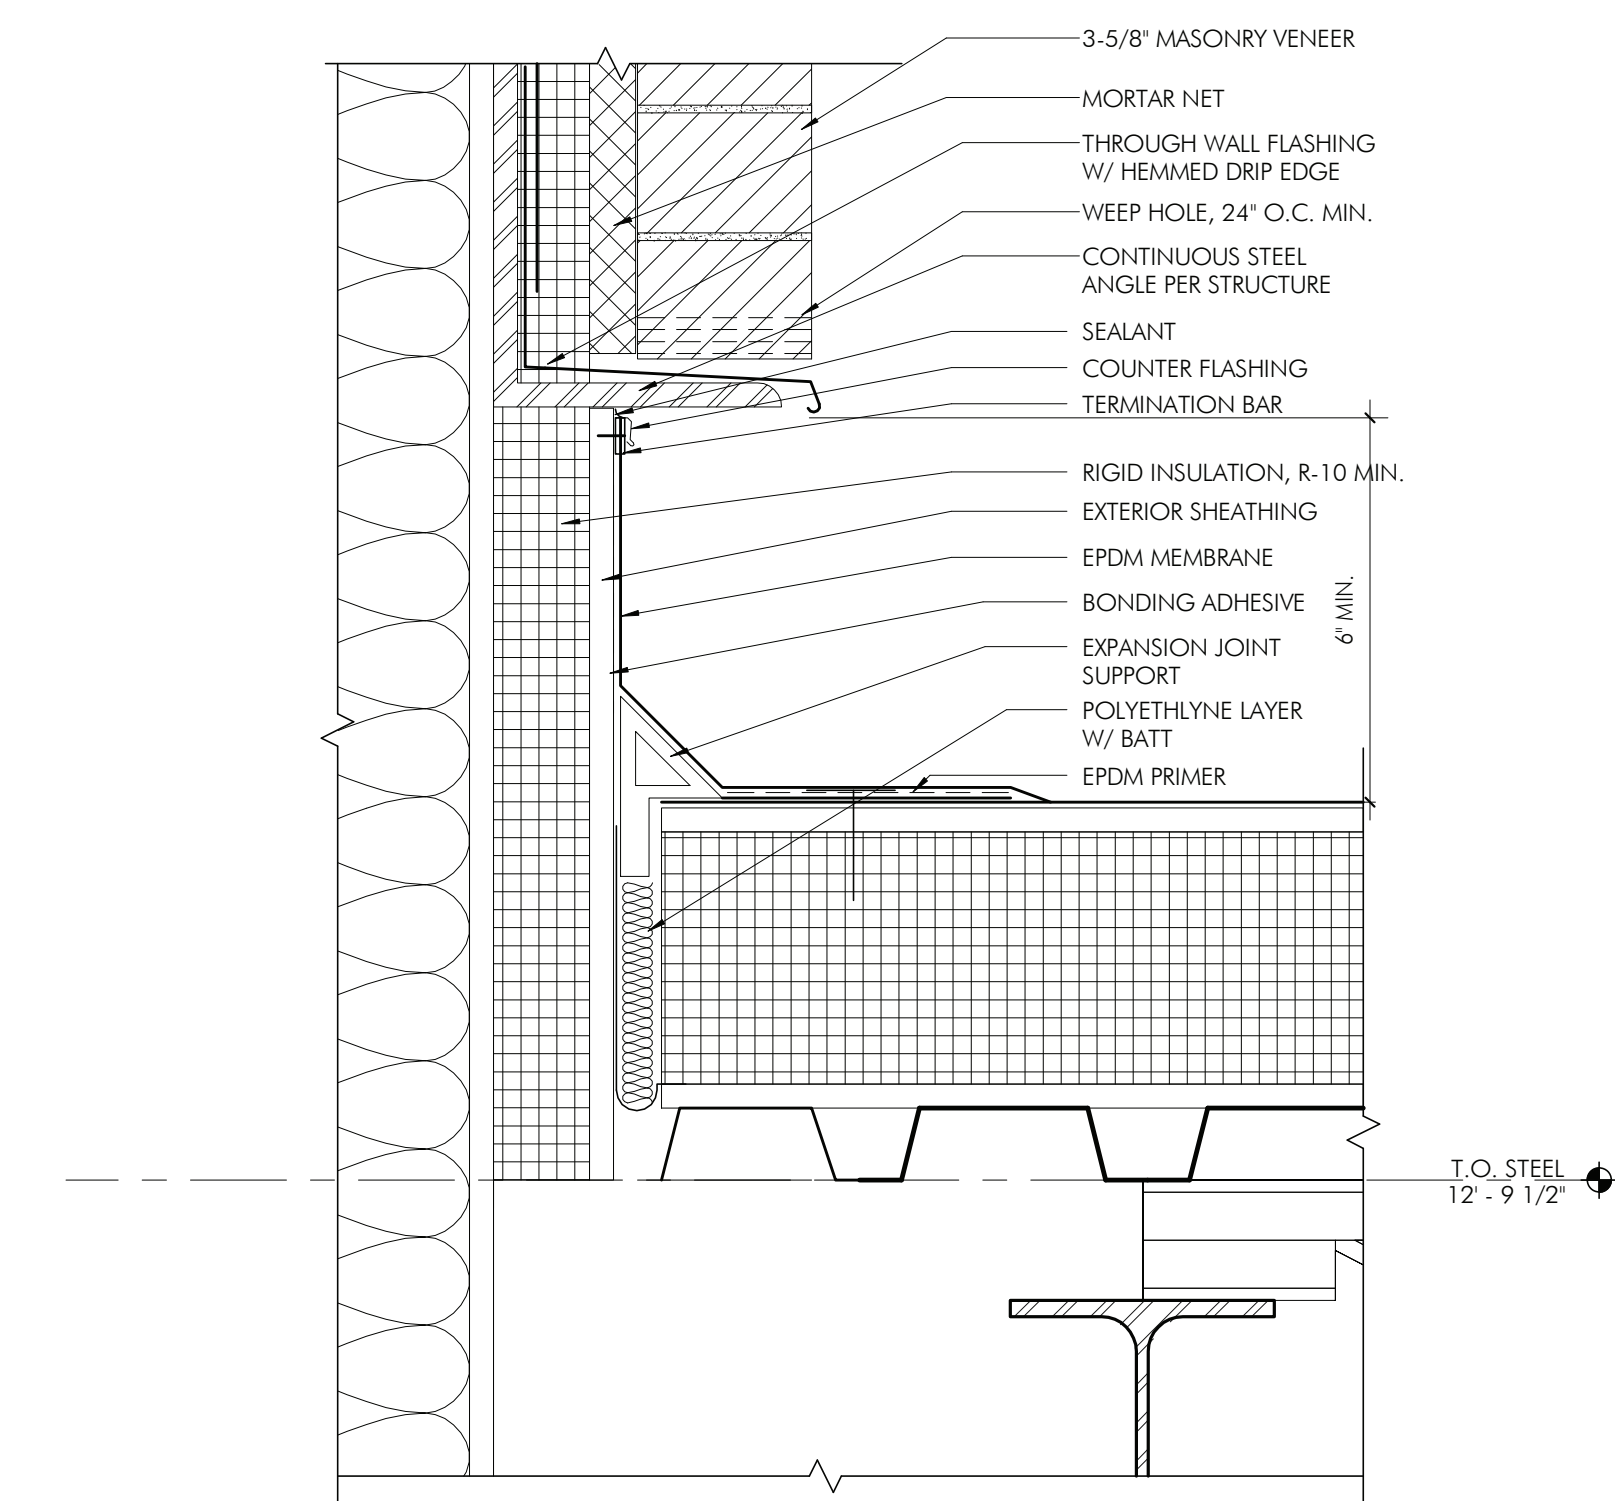 3-5/8" MASONRY VENEER
MORTAR NET
THROUGH WALL FLASHING
W/ HEMMED DRIP EDGE
WEEP HOLE, 24" O.C. MIN.
CONTINUOUS STEEL
ANGLE PER STRUCTURE
SEALANT
COUNTER FLASHING
TERMINATION BAR
RIGID INSULATION, R-10 MIN.
EXTERIOR SHEATHING
EPDM MEMBRANE
BONDING ADHESIVE
6" MIN.
EXPANSION JOINT
SUPPORT
POLYETHLYNE LAYER
W/ BATT
EPDM PRIMER
T.O. STEEL
12' - 9 1/2"